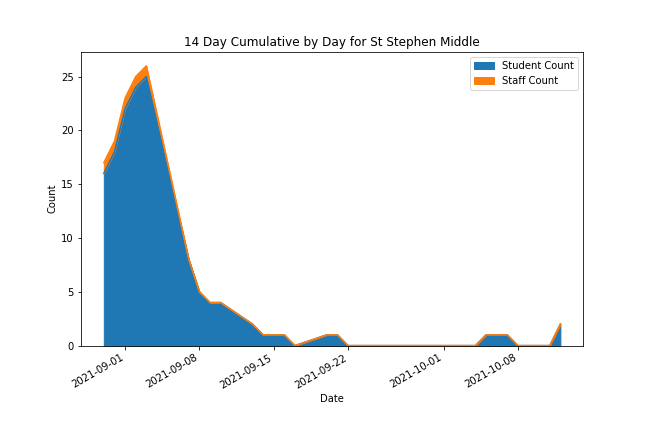 14 Day Cumulative by Day for St Stephen Middle
Student Count
Staff Count
25
20
15
10
5
0
Count
2021-09-01
2021-09-08
2021-09-15
2021-09-22
2021-10-01
2021-10-08
Date